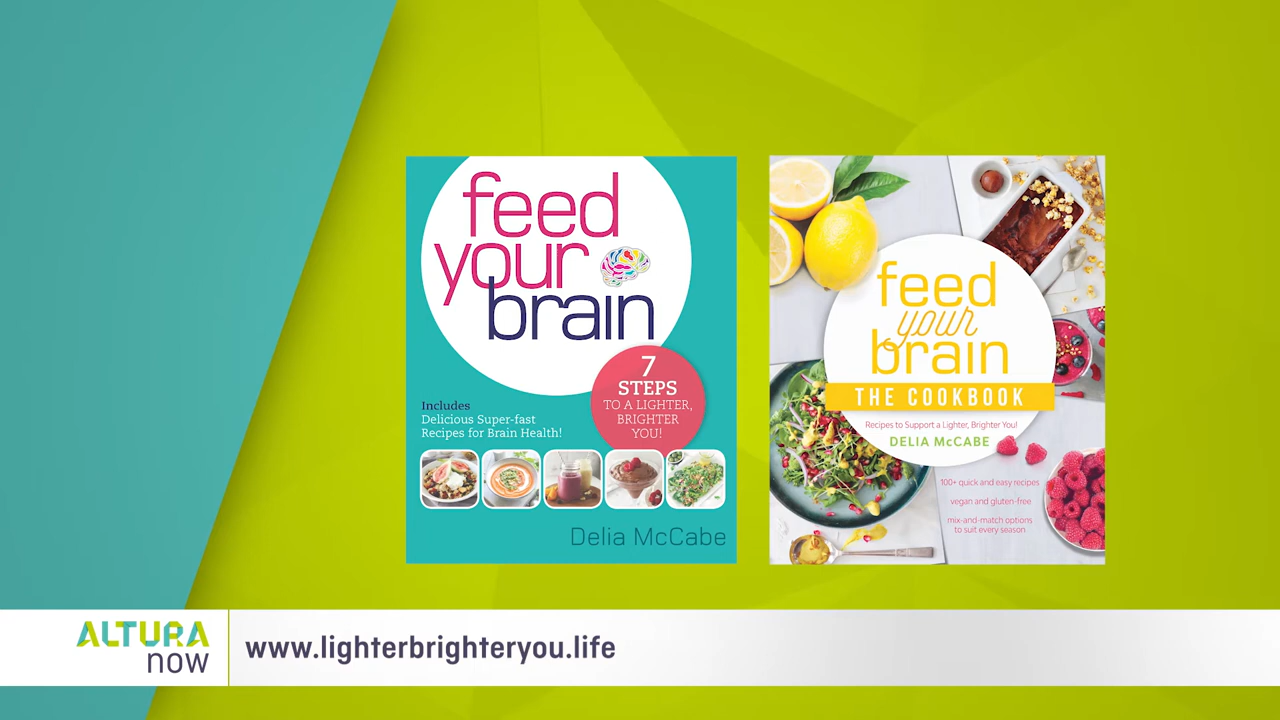 feed
your
brain
7
STEPS
TO A LIGHTER,
BRIGHTER
YOU!
Includes
Delicious Super-fast
Recipes for Brain Health!
Delia McCabe
feed
your
brain
THE COOKBOOK
Recipes to Support a Lighter, Brighter You!
DELIA McCABE
100+ quick and easy recipes
vegan and gluten-free
mix-and-match options
to suit every season
ALTURA
now
www.lighterbrighteryou.life